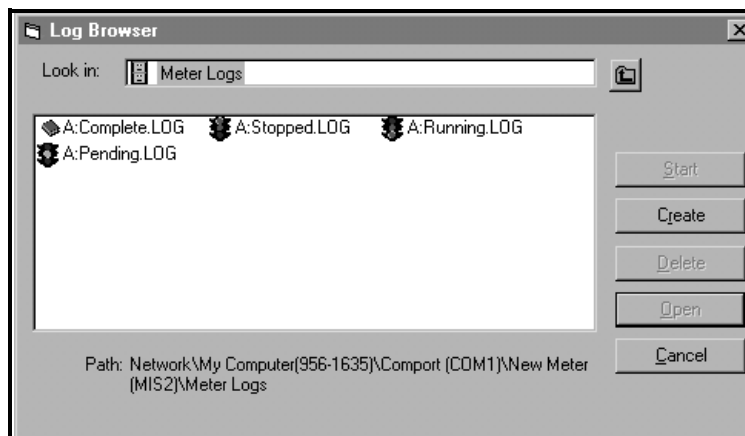 Log Browser
Look in: Meter Logs
A:Complete.LOG A:Stopped.LOG A:Running.LOG
A:Pending.LOG
Start
Create
Delete
Open
Cancel
Path: Network\My Computer(956-1635)\Comport (COM1)\New Meter
(MIS2)\Meter Logs